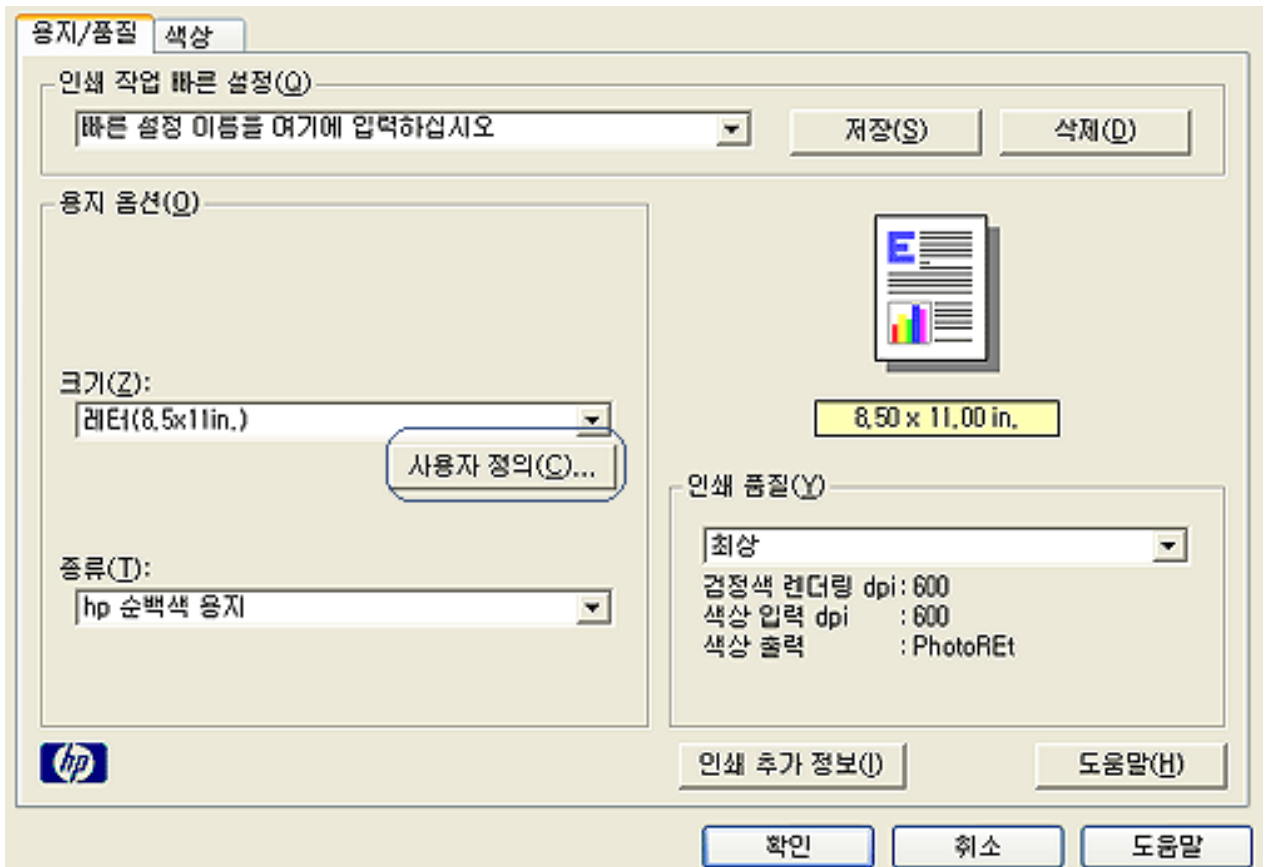 용지/품질 색상
인쇄 작업 빠른 설정(Q)
빠른 설정 이름을 여기에 입력하십시오 저장(S) 삭제(D)
용지 옵션(O)
E
크기(Z):
레터(8.5x11in.)
8.50 x 11.00 in.
사용자 정의(C)...
인쇄 품질(Y)
최상
종류(T):
hp 순백색 용지
검정색 렌더링 dpi: 600
색상 입력 dpi : 600
색상 출력 : PhotoREt
hp
인쇄 추가 정보(I) 도움말(H)
확인 취소 도움말